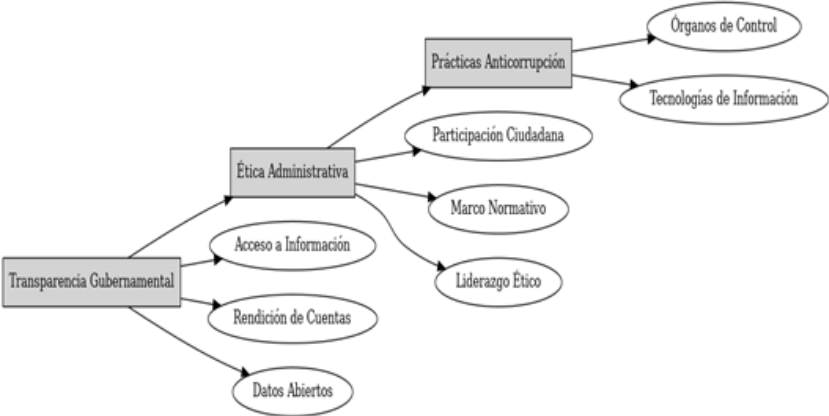 Órganos de Control
Prácticas Anticorrupción
Tecnologías de Información
Participación Ciudadana
Ética Administrativa
Marco Normativo
Acceso a Información
Transparencia Gubernamental
Liderazgo Ético
Rendición de Cuentas
Datos Abiertos